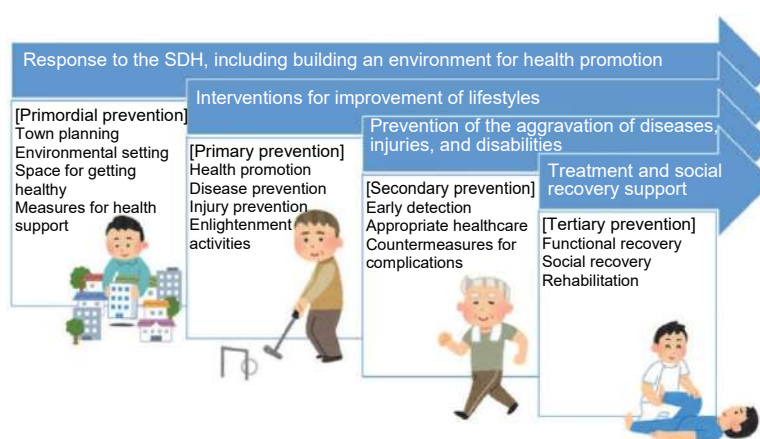 Response to the SDH, including building an environment for health promotion
Interventions for improvement of lifestyles
Prevention of the aggravation of diseases,
injuries, and disabilities
Treatment and social
recovery support
[Primordial prevention]
Town planning
Environmental setting
Space for getting
healthy
Measures for health
support
[Primary prevention]
Health promotion
Disease prevention
Injury prevention
Enlightenment
activities
[Secondary prevention]
Early detection
Appropriate healthcare
Countermeasures for
complications
[Tertiary prevention]
Functional recovery
Social recovery
Rehabilitation